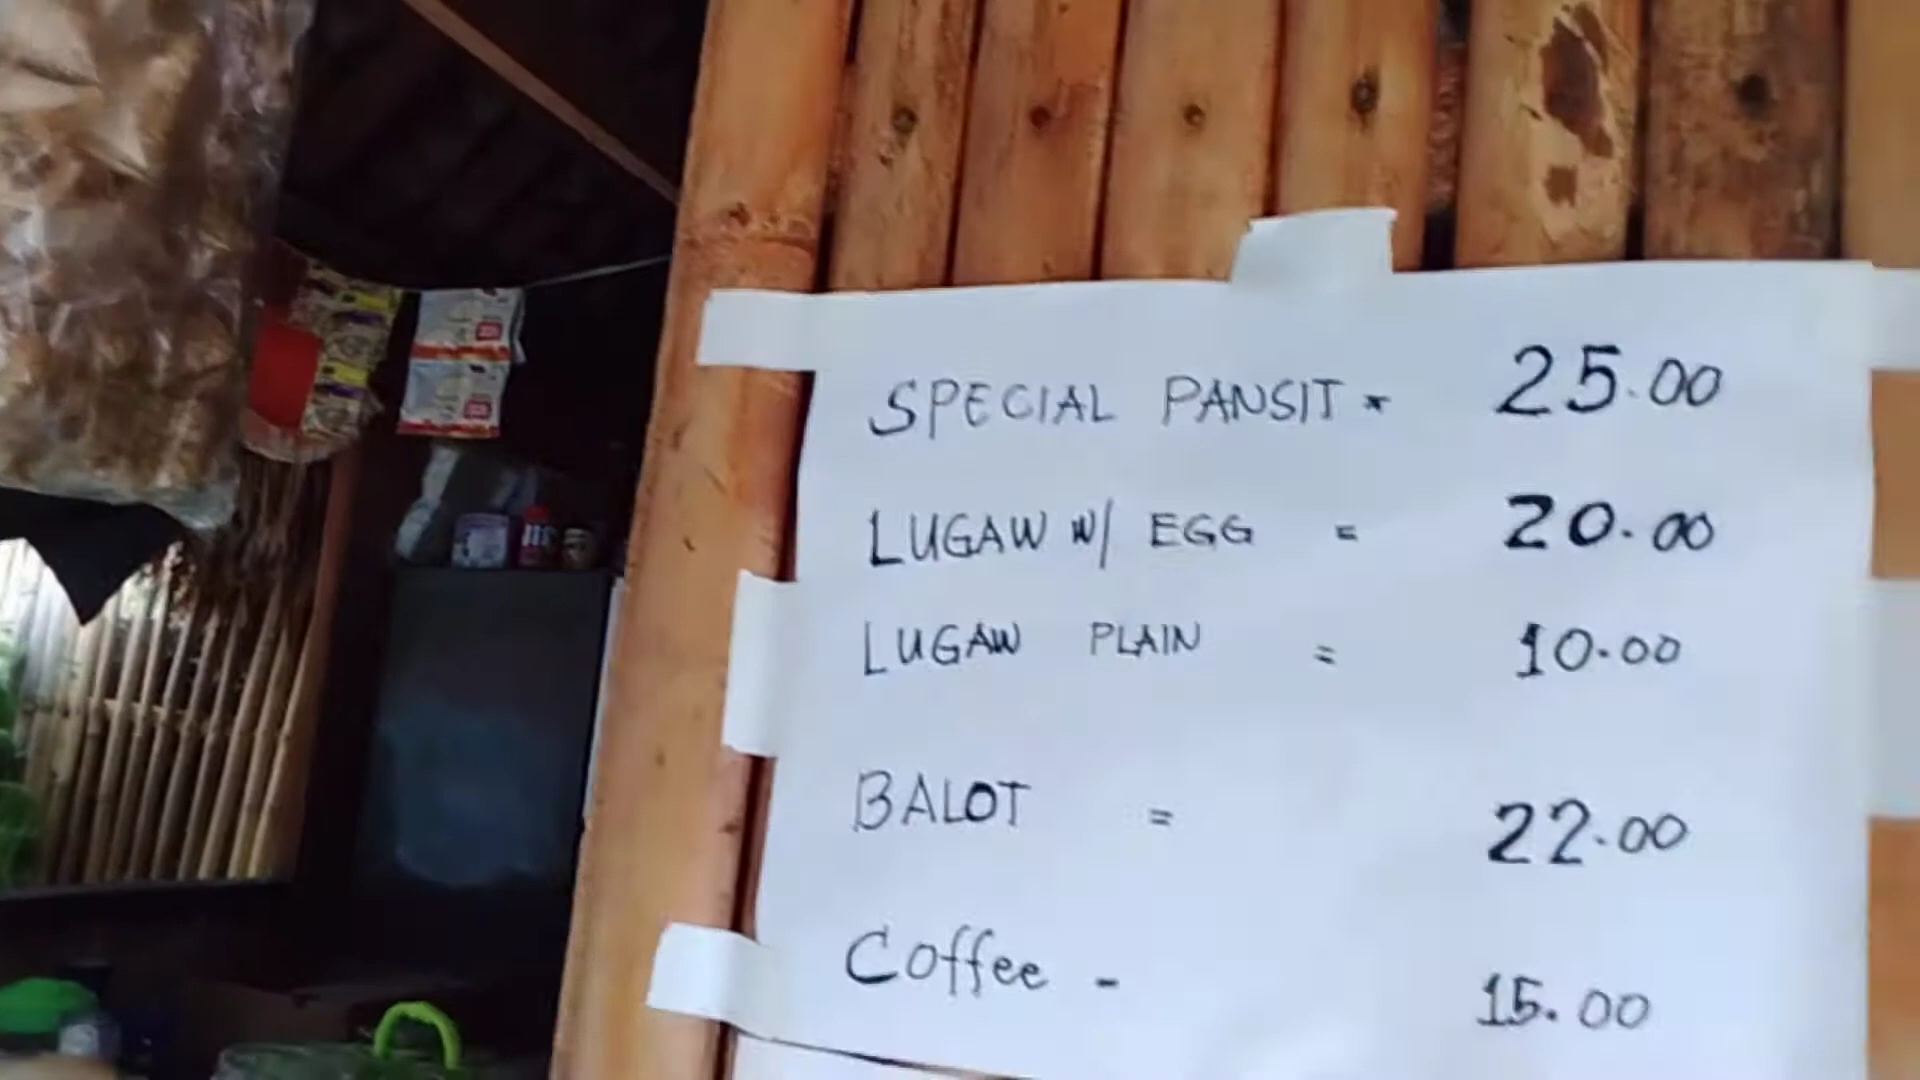 SPECIAL PANSIT = 25.00
LUGAW W/ EGG = 20.00
LUGAW PLAIN = 10.00
BALOT = 22.00
Coffee - 15.00